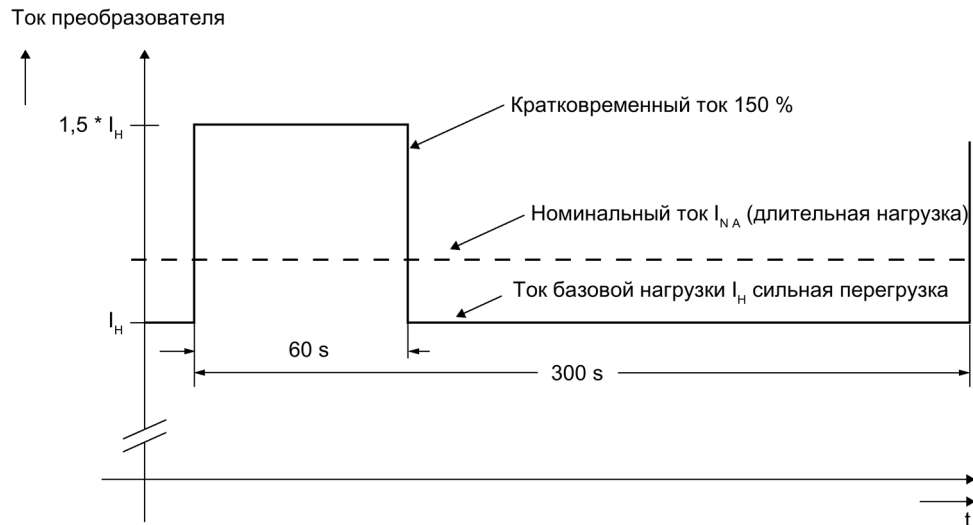 Ток преобразователя
1,5 * I_H
Кратковременный ток 150 %
Номинальный ток I_N A (длительная нагрузка)
Ток базовой нагрузки I_H сильная перегрузка
I_H
60 s
300 s
t